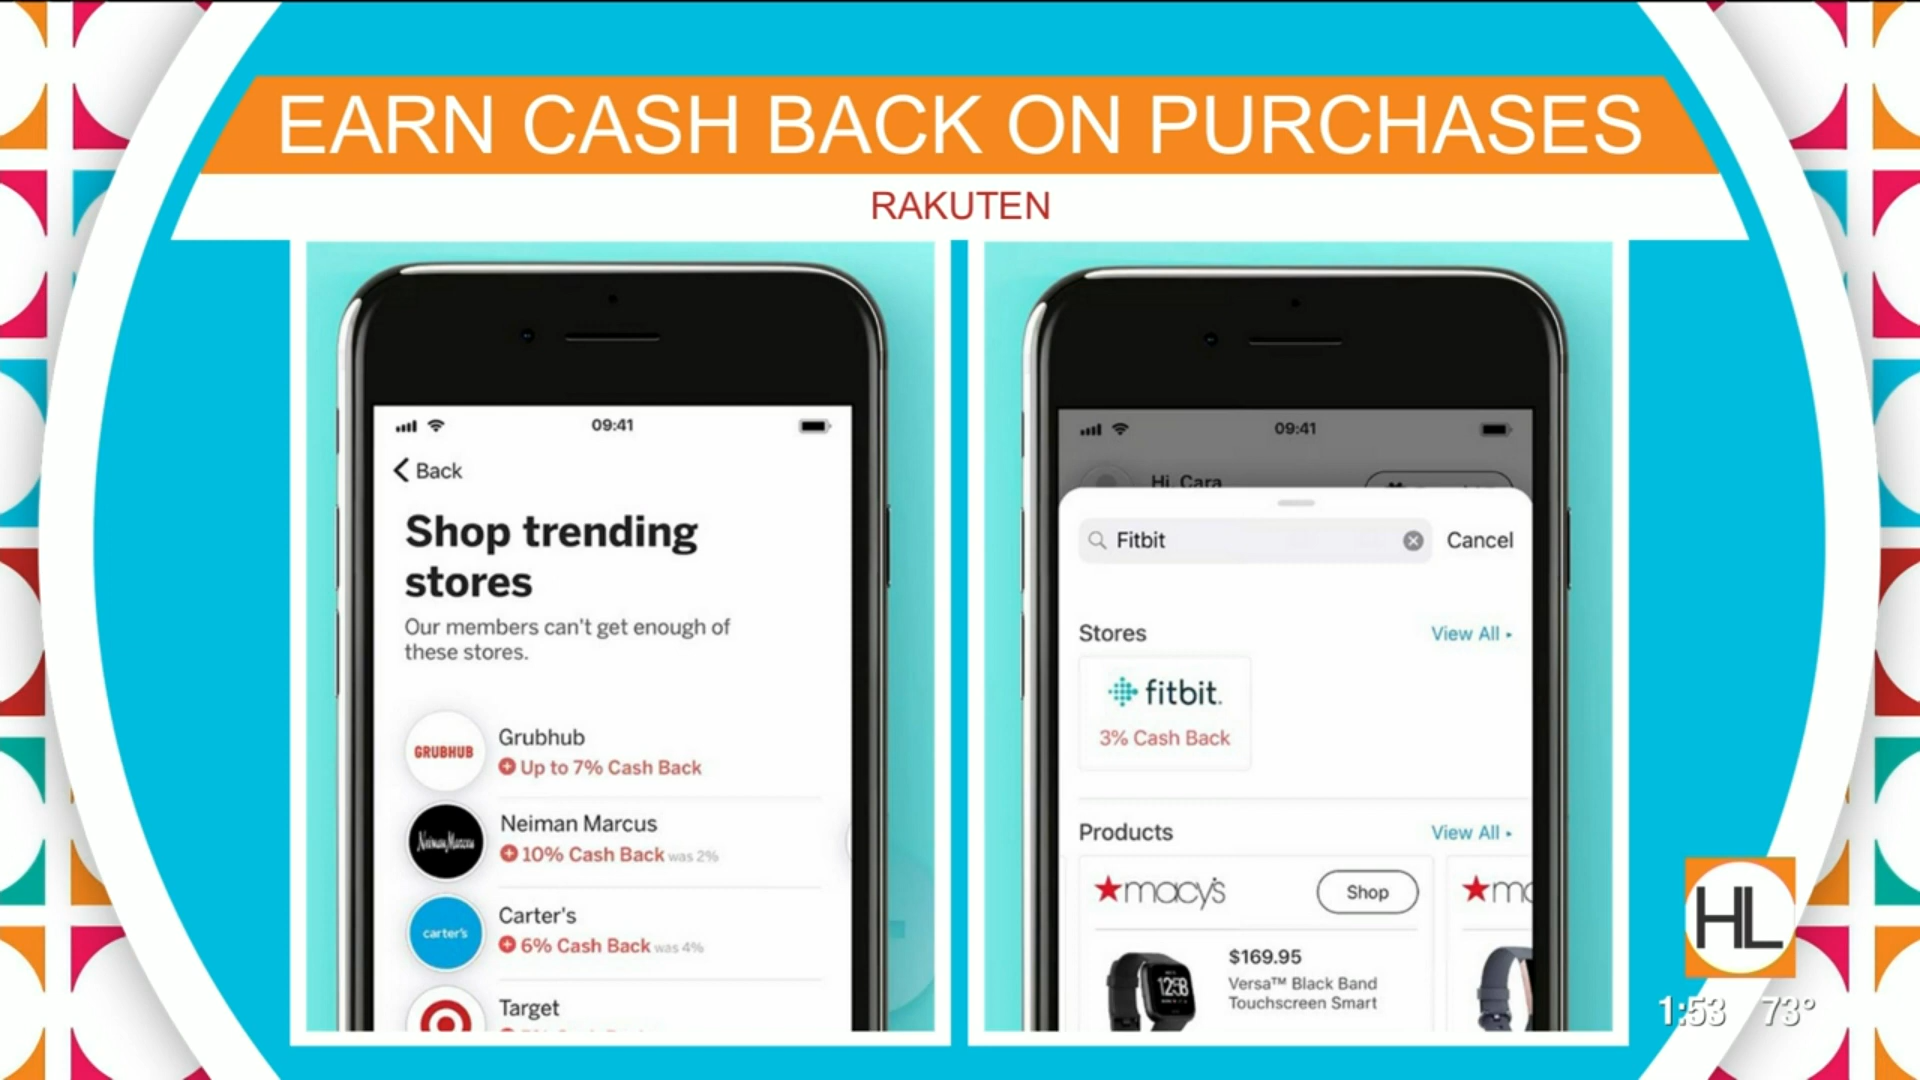 EARN CASH BACK ON PURCHASES
RAKUTEN
09:41
Back
Shop trending
stores
Our members can't get enough of
these stores.
GRUBHUB
Grubhub
Up to 7% Cash Back
Neiman Marcus
Neiman Marcus
10% Cash Back was 2%
carter's
Carter's
6% Cash Back was 4%
Target
09:41
Hi, Cara
Fitbit
Cancel
Stores
View All
fitbit.
3% Cash Back
Products
View All
macy's
Shop
$169.95
Versa™ Black Band
Touchscreen Smart
HL
1:53 73°